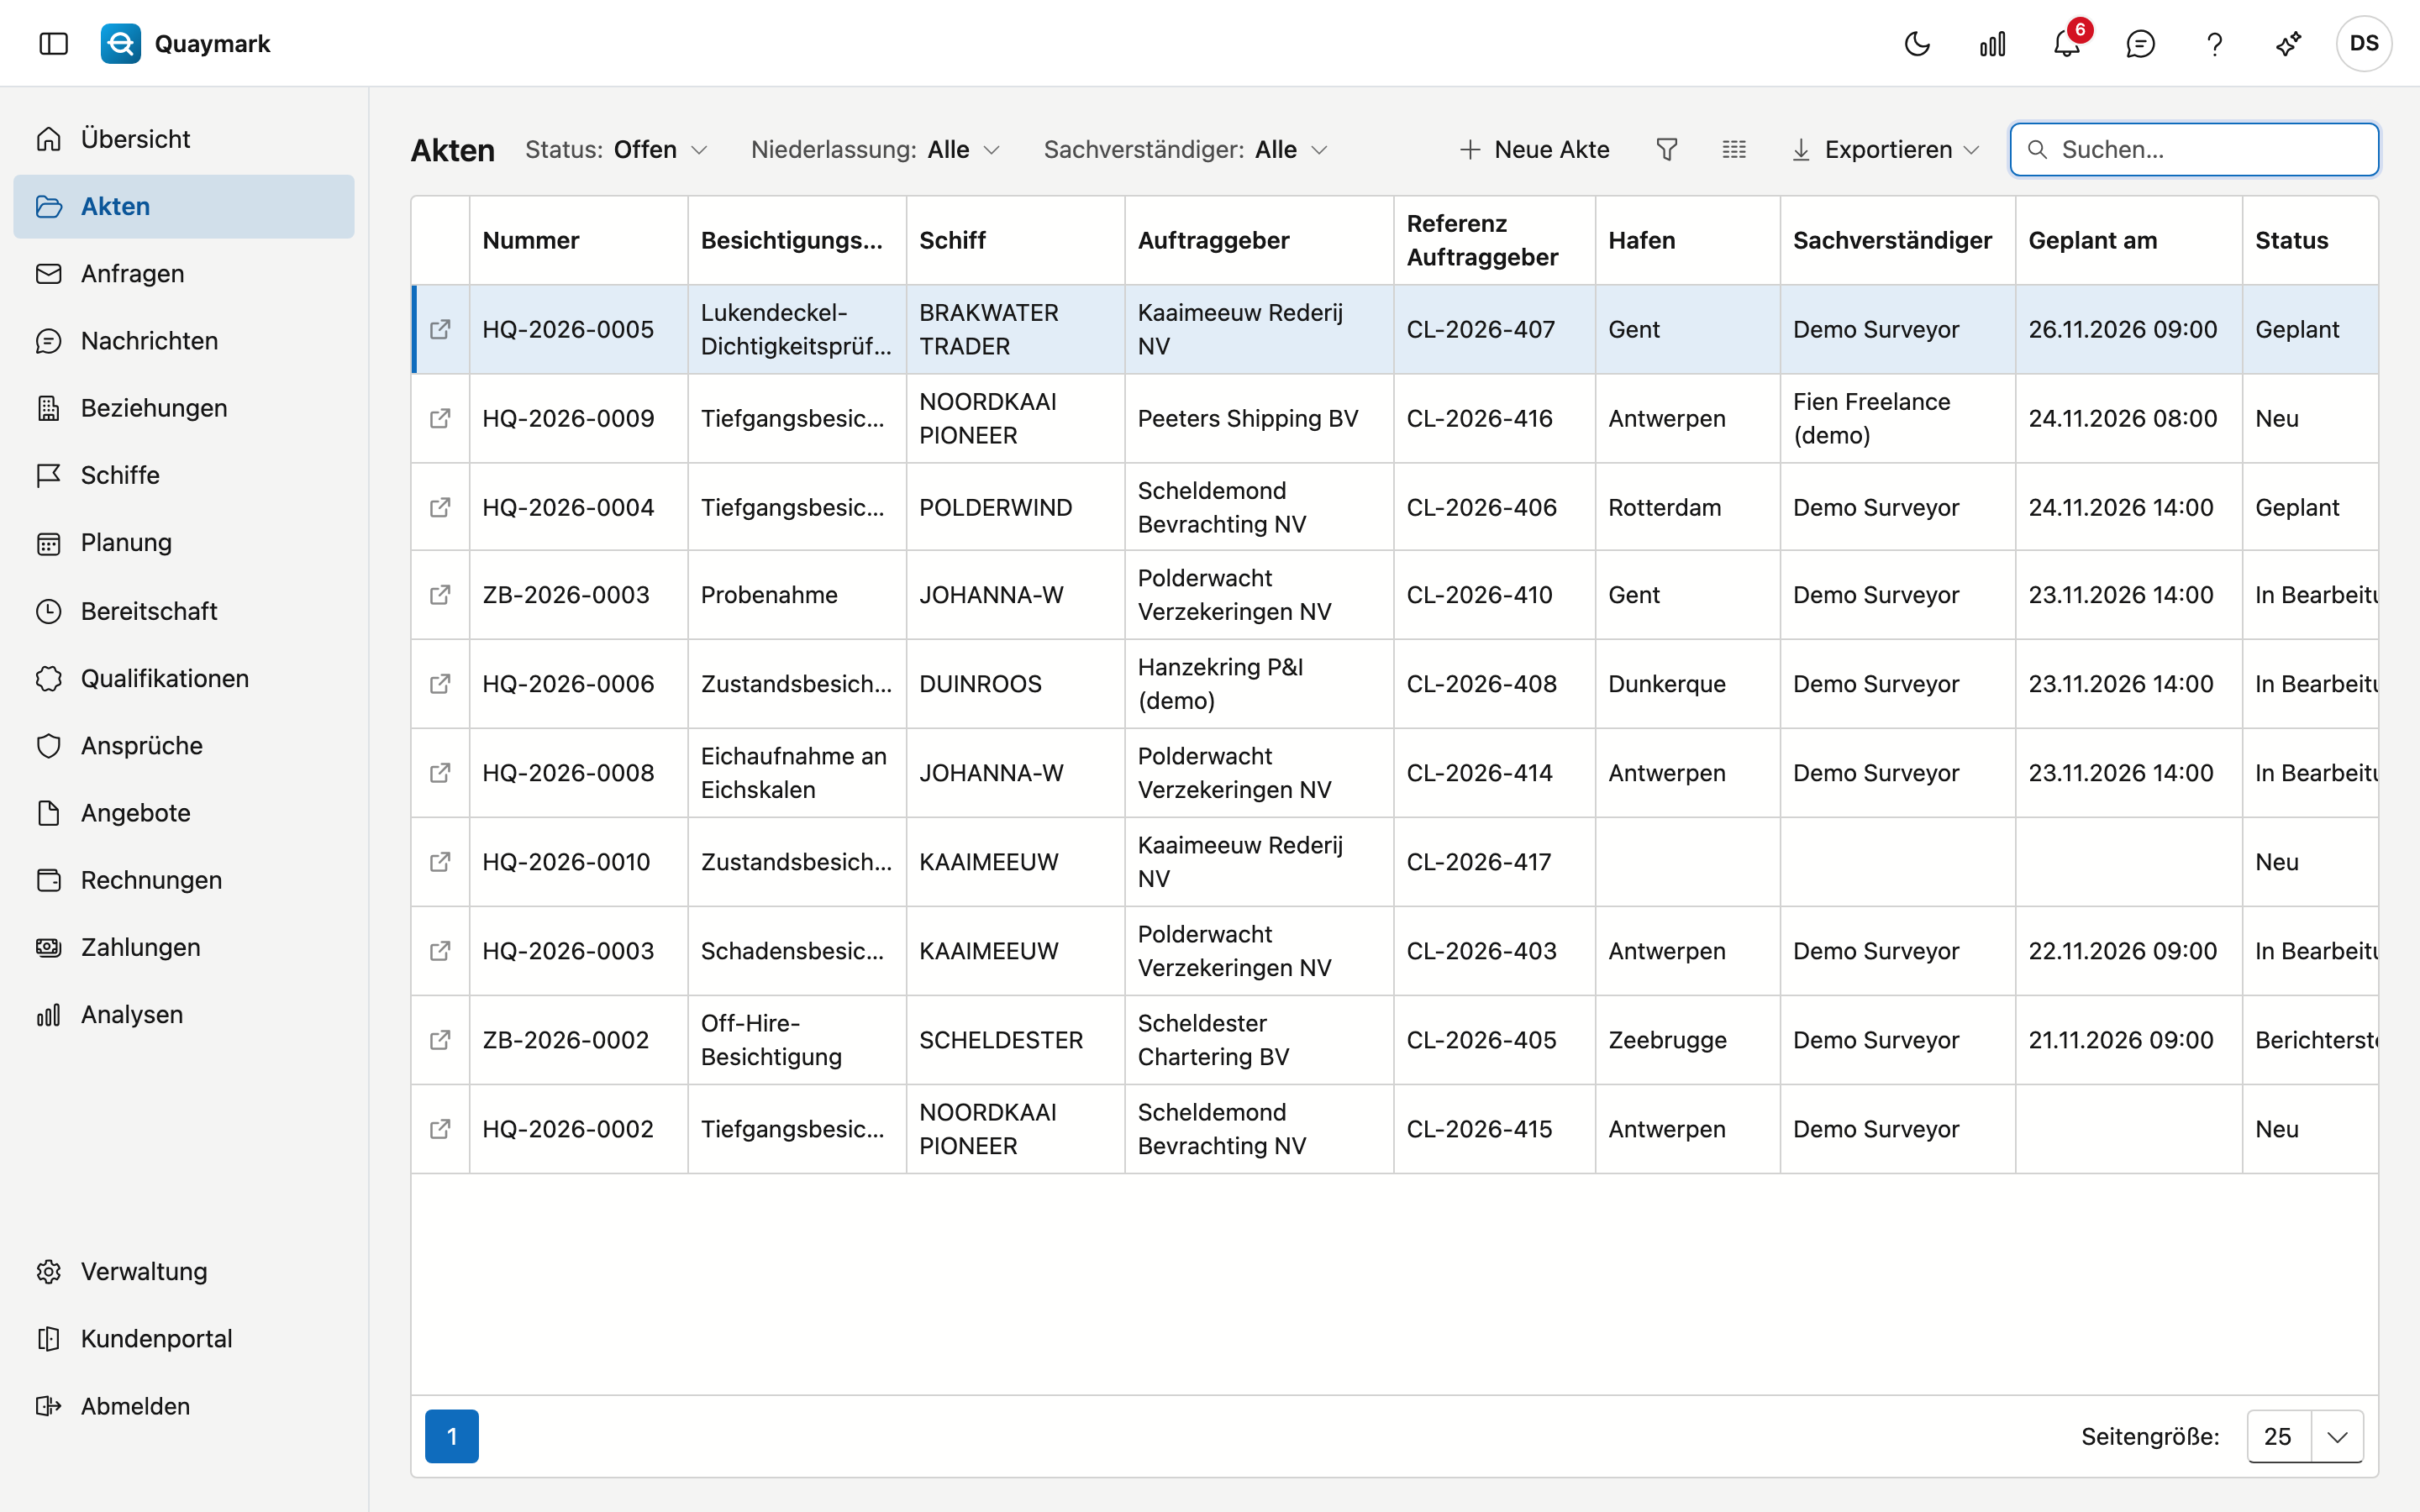 Quaymark
6
DS
Übersicht
Akten
Anfragen
Nachrichten
Beziehungen
Schiffe
Planung
Bereitschaft
Qualifikationen
Ansprüche
Angebote
Rechnungen
Zahlungen
Analysen
Verwaltung
Kundenportal
Abmelden
Akten Status: Offen Niederlassung: Alle Sachverständiger: Alle Neue Akte Exportieren Suchen...
Nummer Besichtigungs... Schiff Auftraggeber Referenz Auftraggeber Hafen Sachverständiger Geplant am Status
HQ-2026-0005 Lukendeckel-Dichtigkeitsprüf... BRAKWATER TRADER Kaaimeeuw Rederij NV CL-2026-407 Gent Demo Surveyor 26.11.2026 09:00 Geplant
HQ-2026-0009 Tiefgangsbesic... NOORDKAAI PIONEER Peeters Shipping BV CL-2026-416 Antwerpen Fien Freelance (demo) 24.11.2026 08:00 Neu
HQ-2026-0004 Tiefgangsbesic... POLDERWIND Scheldemond Bevrachting NV CL-2026-406 Rotterdam Demo Surveyor 24.11.2026 14:00 Geplant
ZB-2026-0003 Probenahme JOHANNA-W Polderwacht Verzekeringen NV CL-2026-410 Gent Demo Surveyor 23.11.2026 14:00 In Bearbeitu
HQ-2026-0006 Zustandsbesich... DUINROOS Hanzekring P&I (demo) CL-2026-408 Dunkerque Demo Surveyor 23.11.2026 14:00 In Bearbeitu
HQ-2026-0008 Eichaufnahme an Eichskalen JOHANNA-W Polderwacht Verzekeringen NV CL-2026-414 Antwerpen Demo Surveyor 23.11.2026 14:00 In Bearbeitu
HQ-2026-0010 Zustandsbesich... KAAIMEEUW Kaaimeeuw Rederij NV CL-2026-417 Neu
HQ-2026-0003 Schadensbesic... KAAIMEEUW Polderwacht Verzekeringen NV CL-2026-403 Antwerpen Demo Surveyor 22.11.2026 09:00 In Bearbeitu
ZB-2026-0002 Off-Hire-Besichtigung SCHELDESTER Scheldester Chartering BV CL-2026-405 Zeebrugge Demo Surveyor 21.11.2026 09:00 Berichterste
HQ-2026-0002 Tiefgangsbesic... NOORDKAAI PIONEER Scheldemond Bevrachting NV CL-2026-415 Antwerpen Demo Surveyor Neu
1
Seitengröße: 25